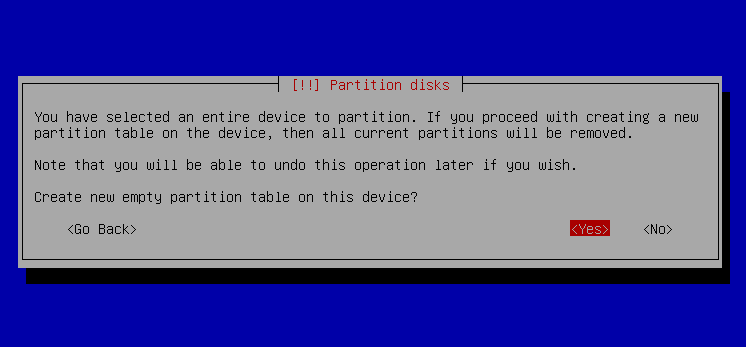 [!!] Partition disks
You have selected an entire device to partition. If you proceed with creating a new
partition table on the device, then all current partitions will be removed.
Note that you will be able to undo this operation later if you wish.
Create new empty partition table on this device?
<Go Back> <Yes> <No>